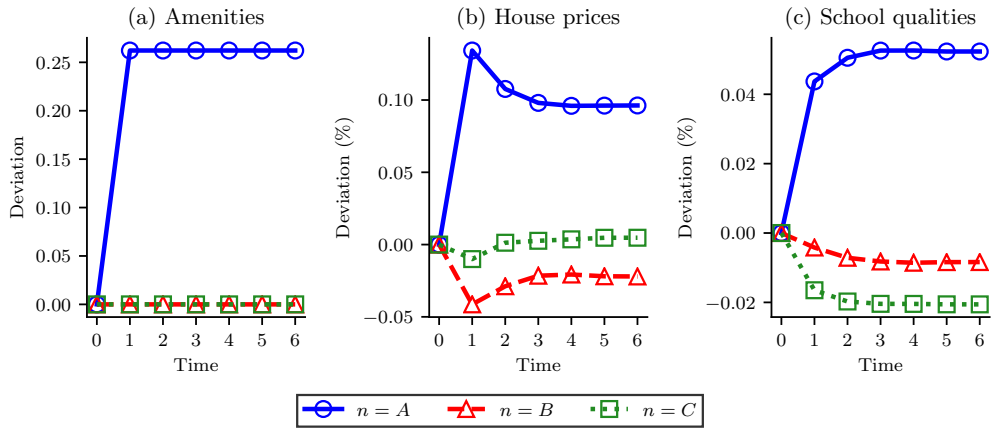 (a) Amenities
0.25
0.20
0.15
0.10
0.05
0.00
Deviation
0 1 2 3 4 5 6
Time
(b) House prices
0.10
0.05
0.00
−0.05
Deviation (%)
0 1 2 3 4 5 6
Time
(c) School qualities
0.04
0.02
0.00
−0.02
Deviation (%)
0 1 2 3 4 5 6
Time
n = A n = B n = C